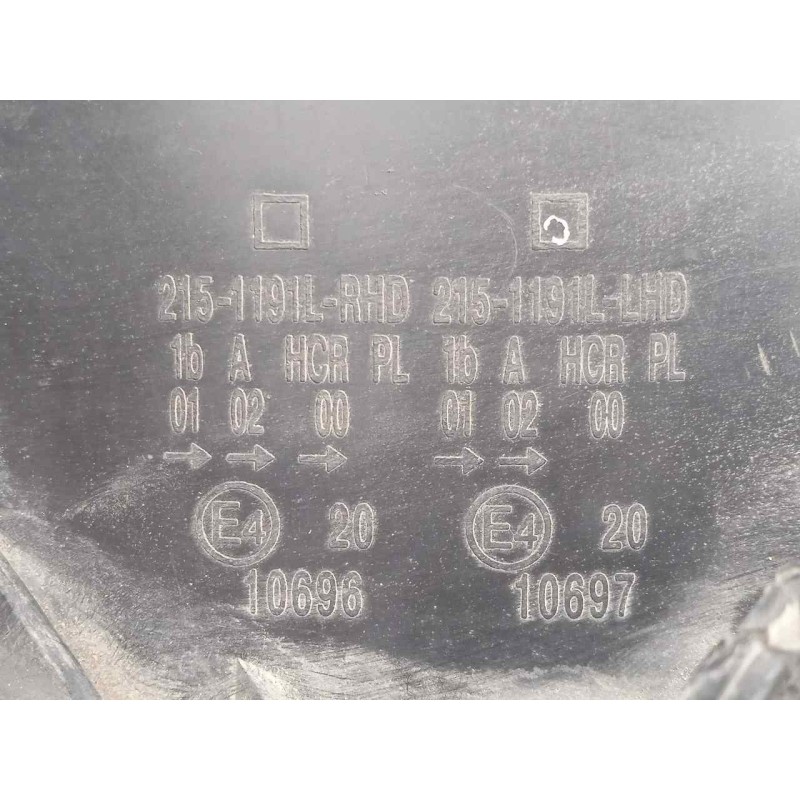 215-1191L-RHD 215-1191L-LHD
1b A HCR PL 1b A HCR PL
01 02 00 01 02 00
→ → → → →
E4 20 E4 20
10696 10697